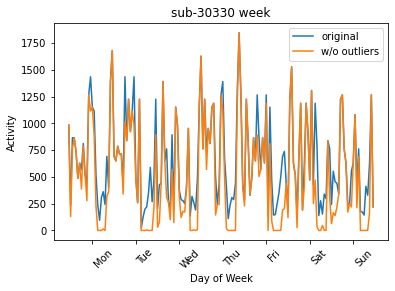 sub-30330 week
original
w/o outliers
Activity
1750
1500
1250
1000
750
500
250
0
Mon
Tue
Wed
Thu
Fri
Sat
Sun
Day of Week